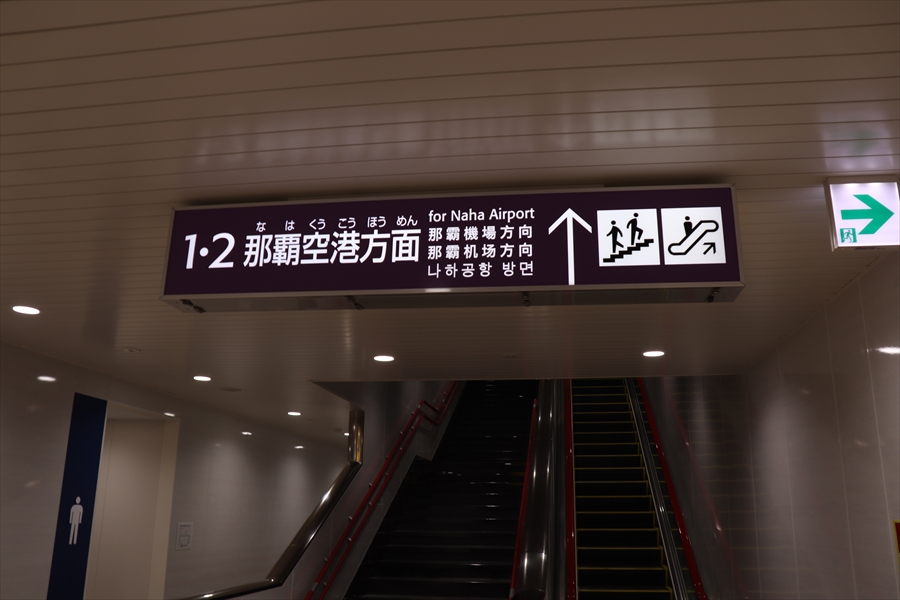 な は くう こう ほう めん
1・2 那覇空港方面
for Naha Airport
那霸機場方向
那霸机场方向
나하공항 방면